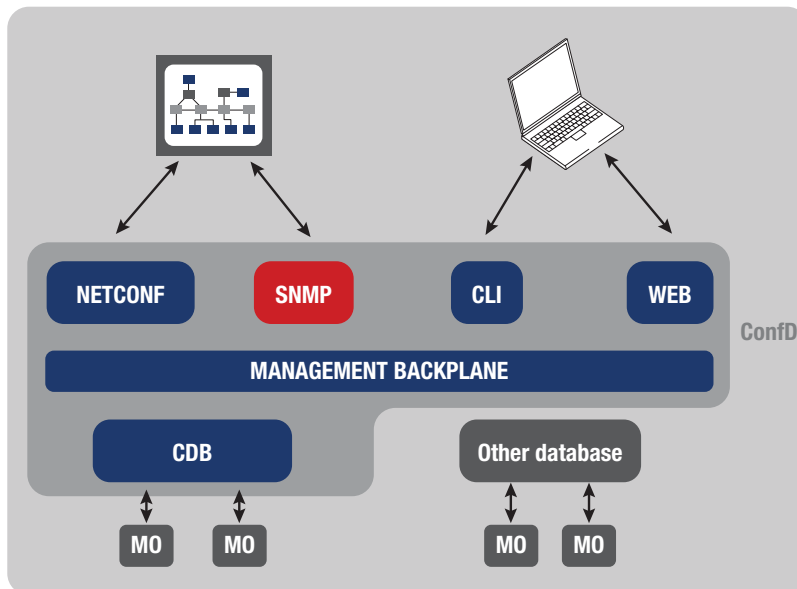 NETCONF
SNMP
CLI
WEB
ConfD
MANAGEMENT BACKPLANE
CDB
Other database
MO
MO
MO
MO